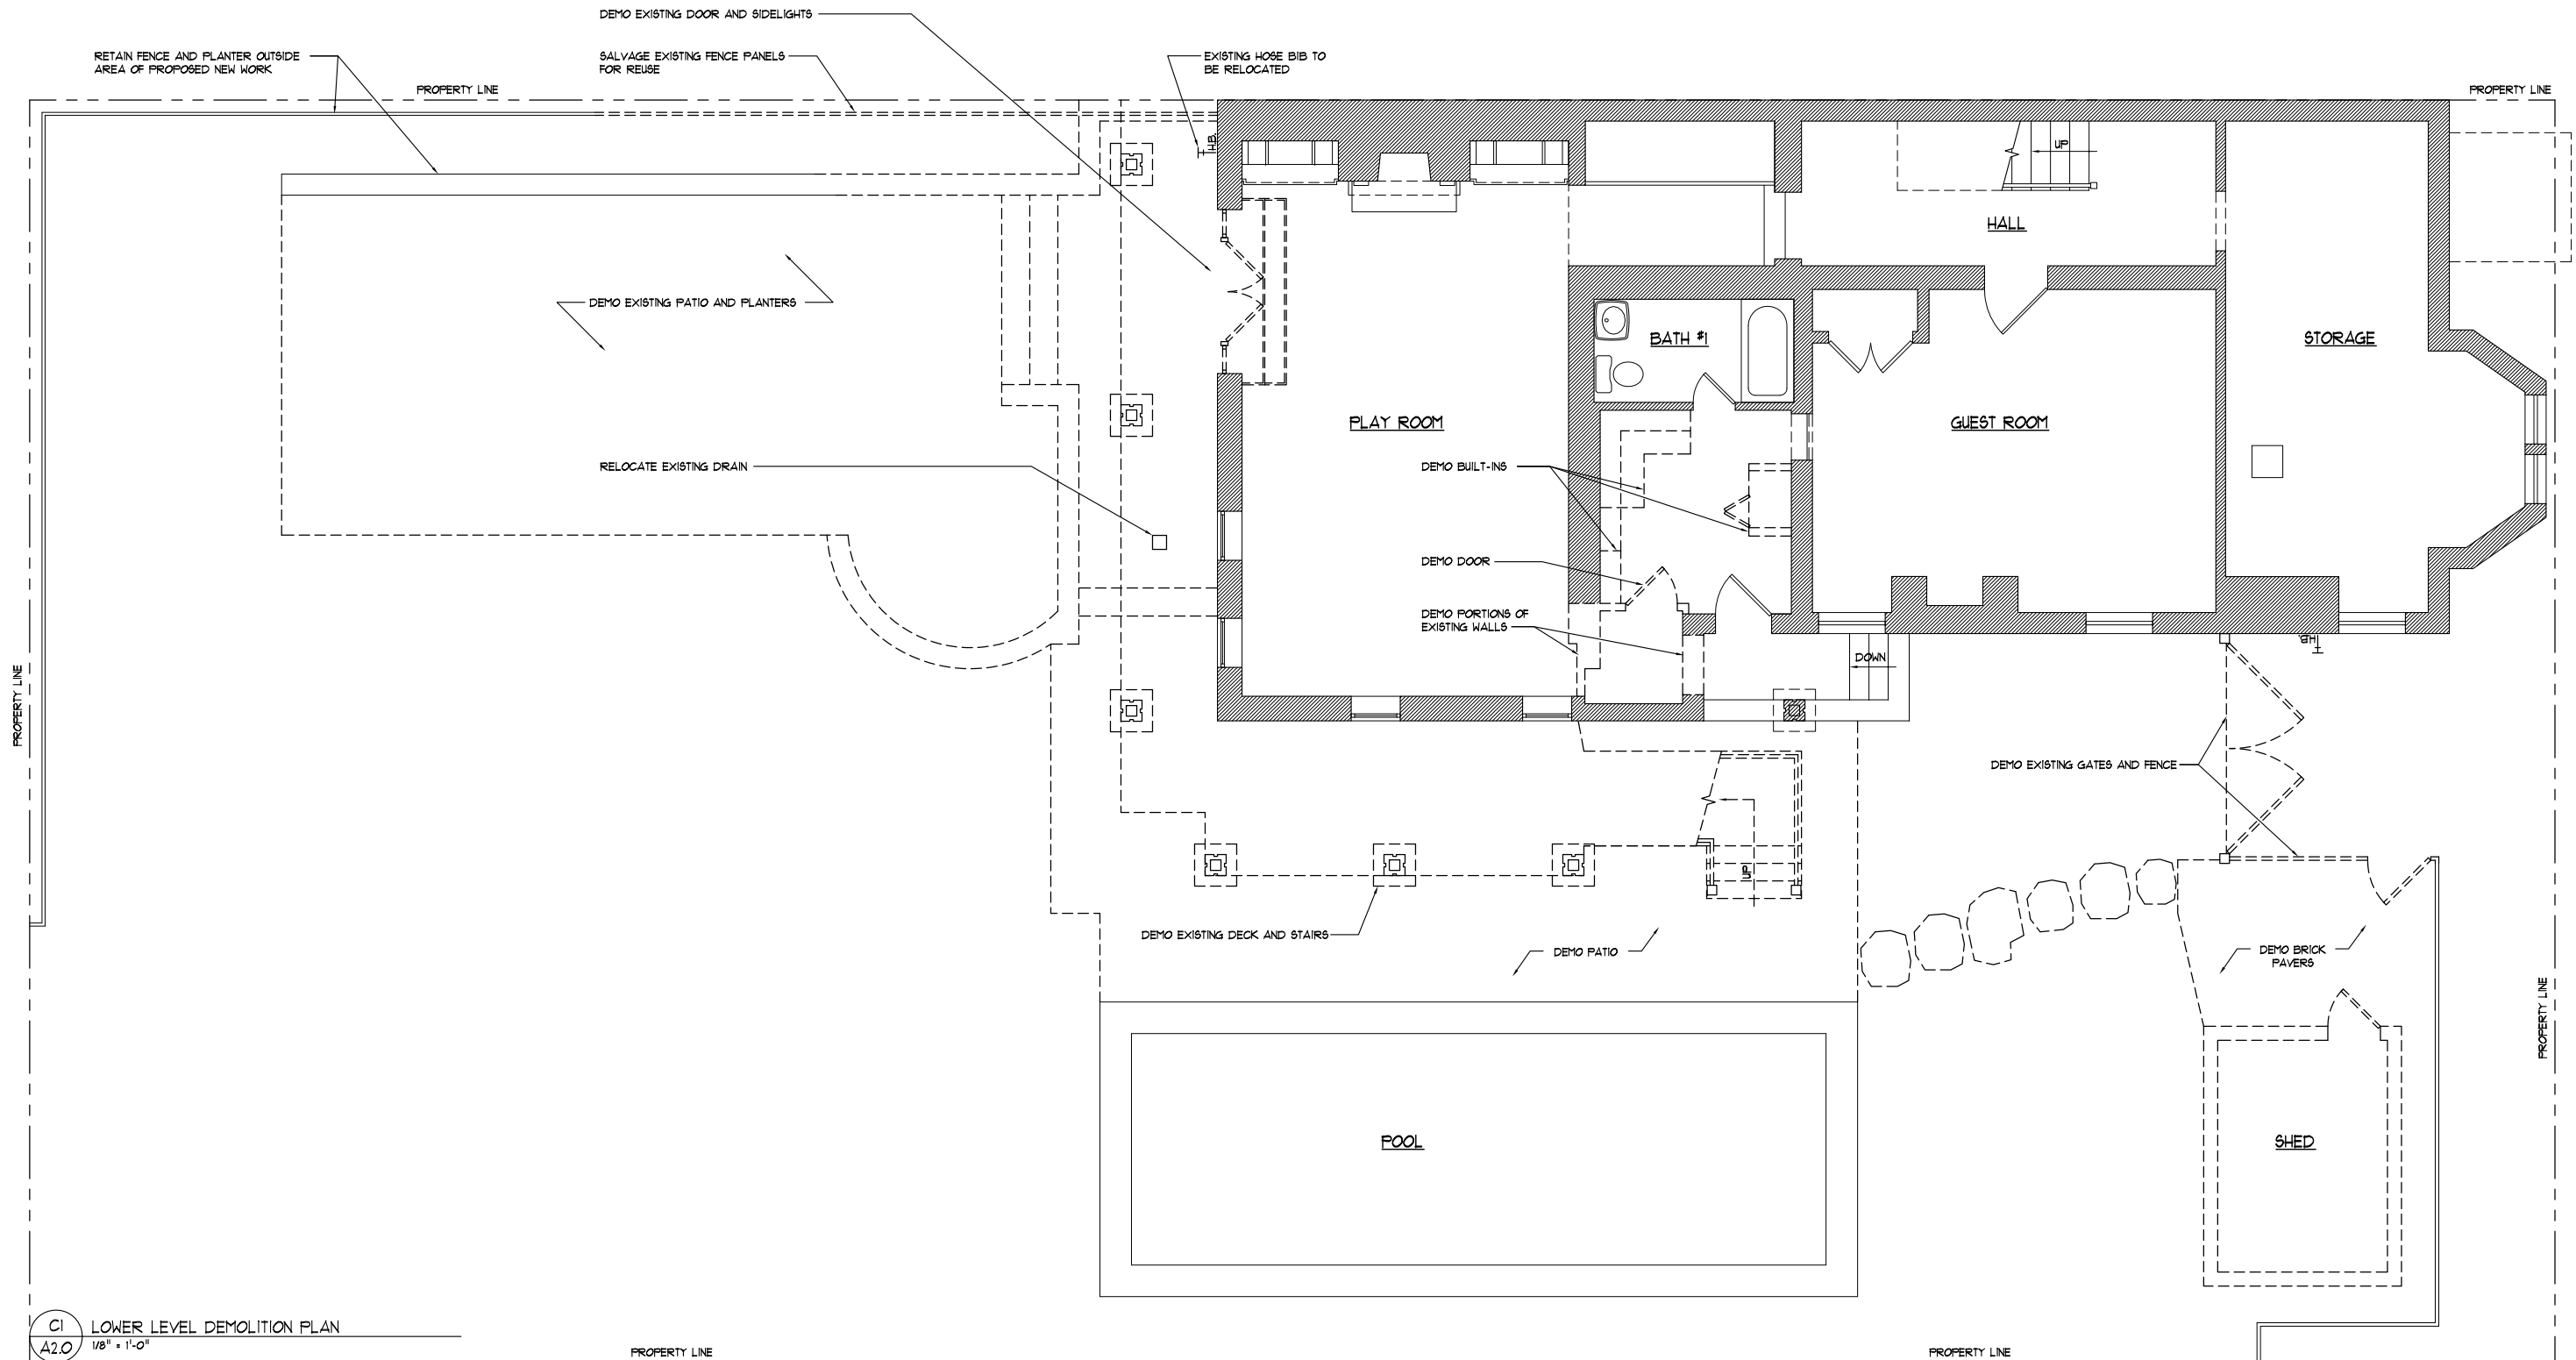 DEMO EXISTING DOOR AND SIDELIGHTS
RETAIN FENCE AND PLANTER OUTSIDE
AREA OF PROPOSED NEW WORK
SALVAGE EXISTING FENCE PANELS
FOR REUSE
EXISTING HOSE BIB TO
BE RELOCATED
PROPERTY LINE
PROPERTY LINE
H.B.
UP
HALL
DEMO EXISTING PATIO AND PLANTERS
BATH #1
STORAGE
PLAY ROOM
GUEST ROOM
RELOCATE EXISTING DRAIN
DEMO BUILT-INS
DEMO DOOR
DEMO PORTIONS OF
EXISTING WALLS
H.B.
DOWN
PROPERTY LINE
DEMO EXISTING GATES AND FENCE
UP
DEMO EXISTING DECK AND STAIRS
DEMO PATIO
DEMO BRICK
PAVERS
PROPERTY LINE
POOL
SHED
C1
A2.0
LOWER LEVEL DEMOLITION PLAN
1/8" = 1'-0"
PROPERTY LINE
PROPERTY LINE